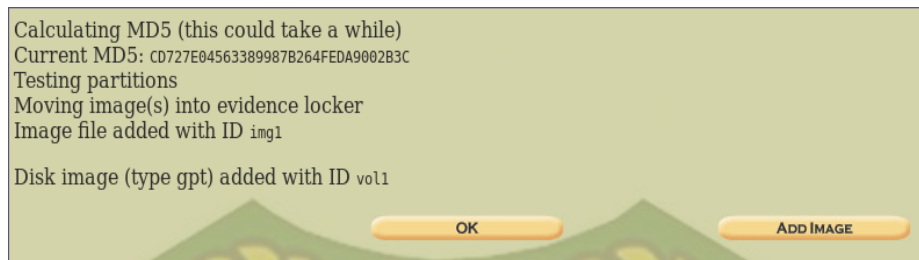 Calculating MD5 (this could take a while)
Current MD5: CD727E04563389987B264FEDA9002B3C
Testing partitions
Moving image(s) into evidence locker
Image file added with ID img1
Disk image (type gpt) added with ID vol1
OK
ADD IMAGE